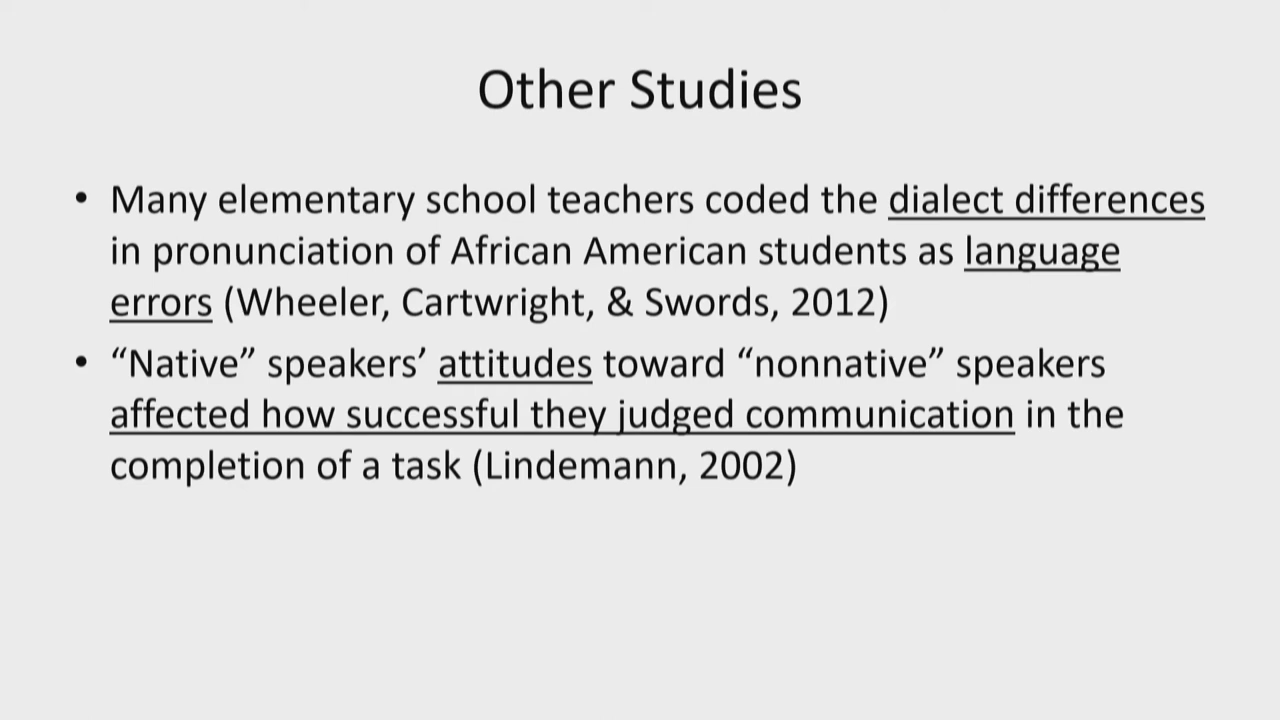 Other Studies
• Many elementary school teachers coded the dialect differences
in pronunciation of African American students as language
errors (Wheeler, Cartwright, & Swords, 2012)
• “Native” speakers’ attitudes toward “nonnative” speakers
affected how successful they judged communication in the
completion of a task (Lindemann, 2002)